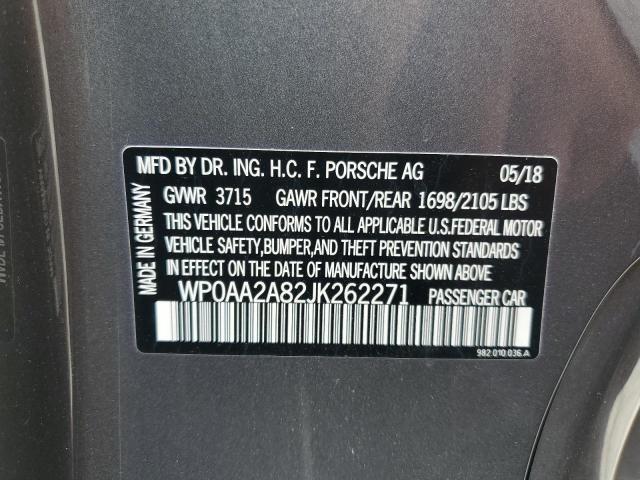 MFD BY DR. ING. H.C. F. PORSCHE AG 05/18
GVWR 3715 GAWR FRONT/REAR 1698/2105 LBS
THIS VEHICLE CONFORMS TO ALL APPLICABLE U.S.FEDERAL MOTOR
VEHICLE SAFETY,BUMPER,AND THEFT PREVENTION STANDARDS
IN EFFECT ON THE DATE OF MANUFACTURE SHOWN ABOVE
WP0AA2A82JK262271 PASSENGER CAR
982 010 036 A
MADE IN GERMANY